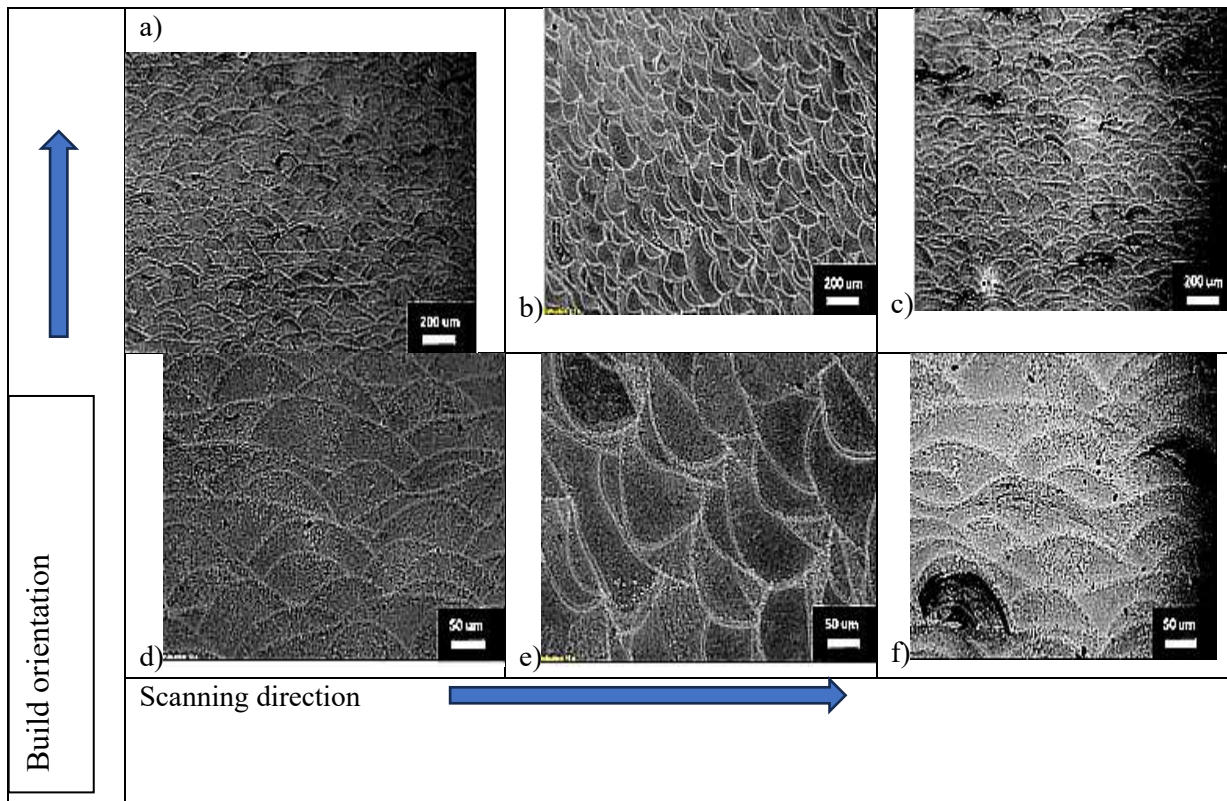 a)
b)
200 um
200 um
c)
200 um
d)
50 um
e)
50 um
f)
50 um
Build orientation
Scanning direction